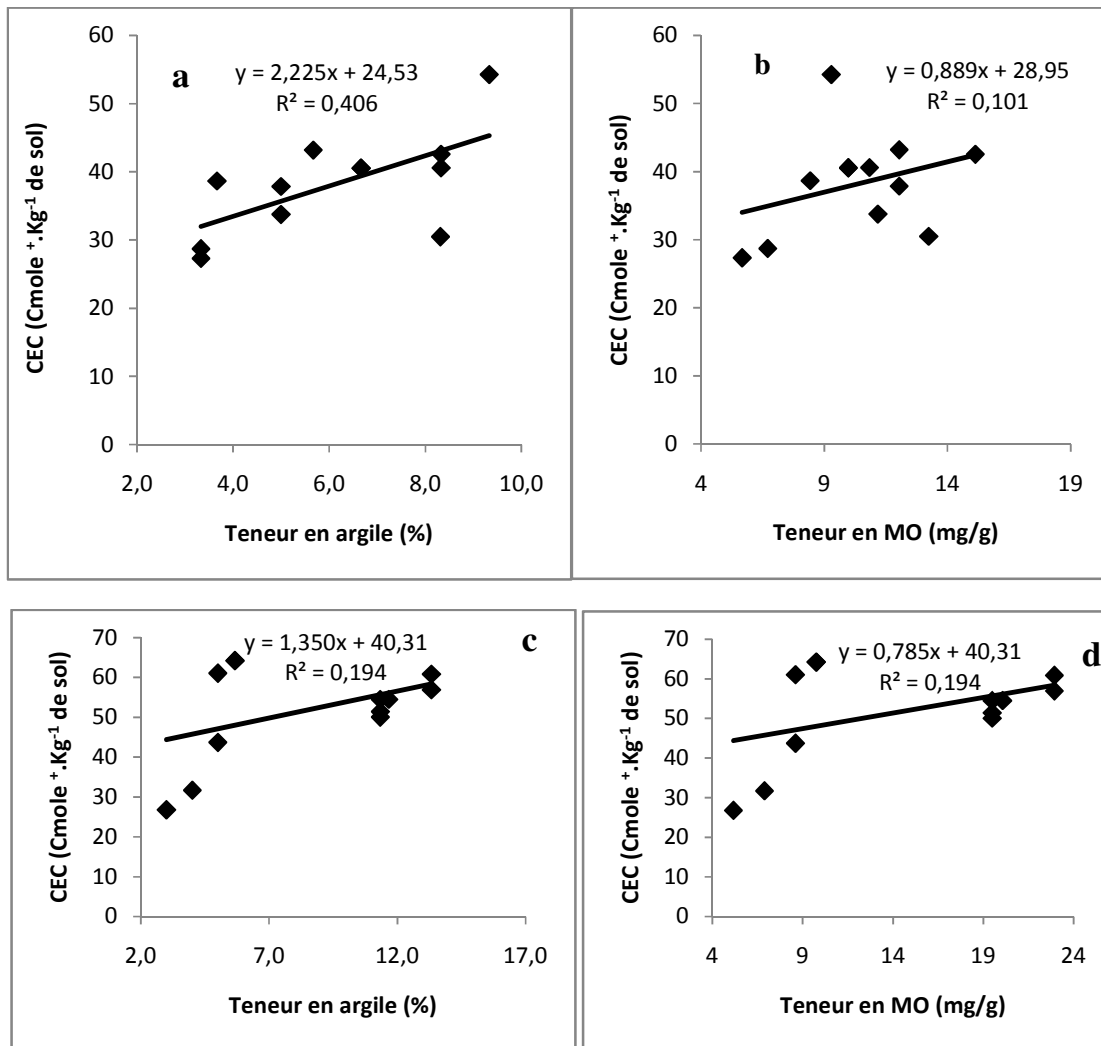 a
y = 2,225x + 24,53
R² = 0,406
CEC (Cmole ⁺.Kg⁻¹ de sol)
60
50
40
30
20
10
0
2,0 4,0 6,0 8,0 10,0
Teneur en argile (%)
b
y = 0,889x + 28,95
R² = 0,101
CEC (Cmole ⁺.Kg⁻¹ de sol)
60
50
40
30
20
10
0
4 9 14 19
Teneur en MO (mg/g)
c
y = 1,350x + 40,31
R² = 0,194
CEC (Cmole ⁺.Kg⁻¹ de sol)
70
60
50
40
30
20
10
0
2,0 7,0 12,0 17,0
Teneur en argile (%)
d
y = 0,785x + 40,31
R² = 0,194
CEC (Cmole ⁺.Kg⁻¹ de sol)
70
60
50
40
30
20
10
0
4 9 14 19 24
Teneur en MO (mg/g)